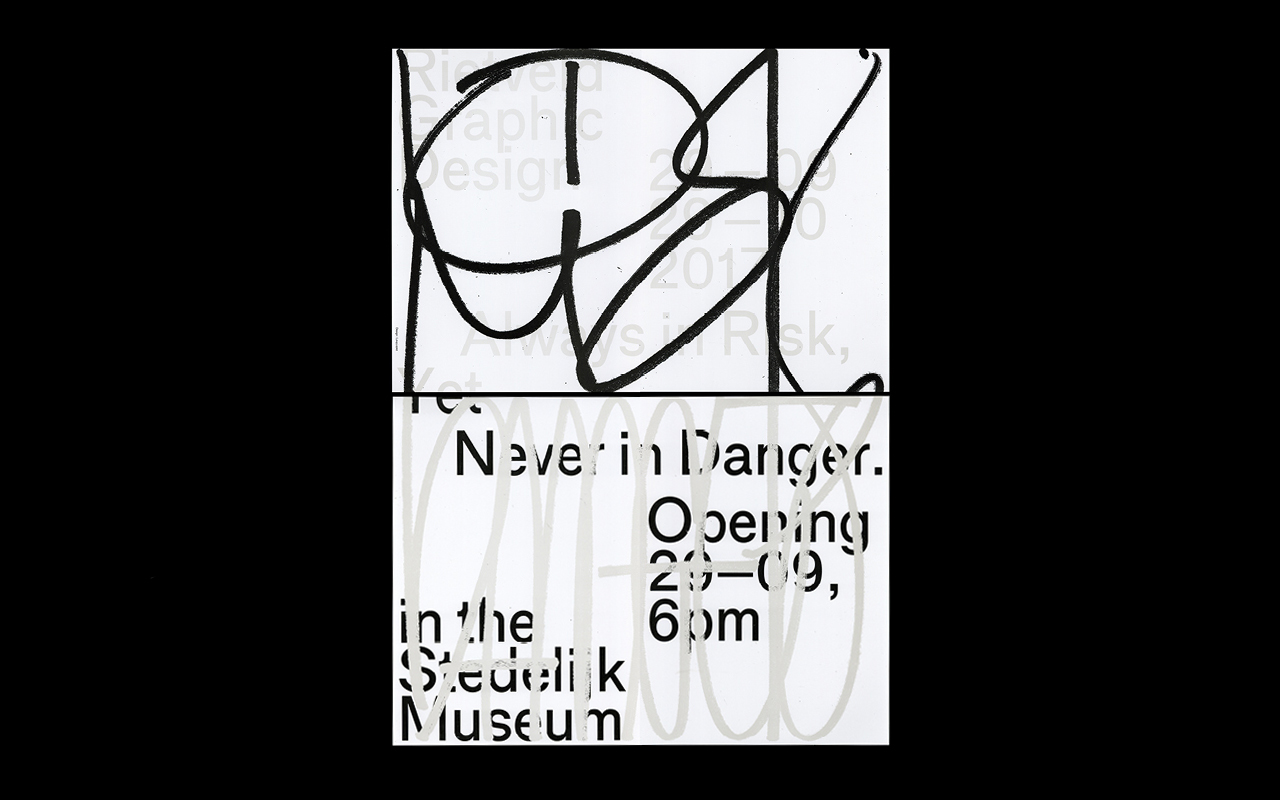 Rietveld
Graphic
Design
29—09
29—10
2017
Always in Risk,
Yet
Never in Danger.
Opening
29—09,
6pm
in the
Stedelijk
Museum